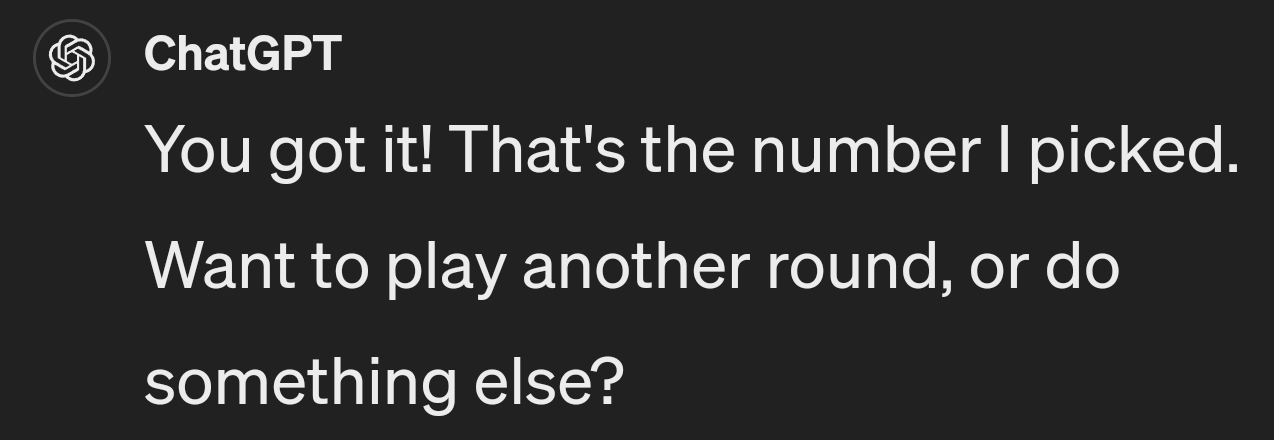 ChatGPT
You got it! That's the number I picked.
Want to play another round, or do
something else?